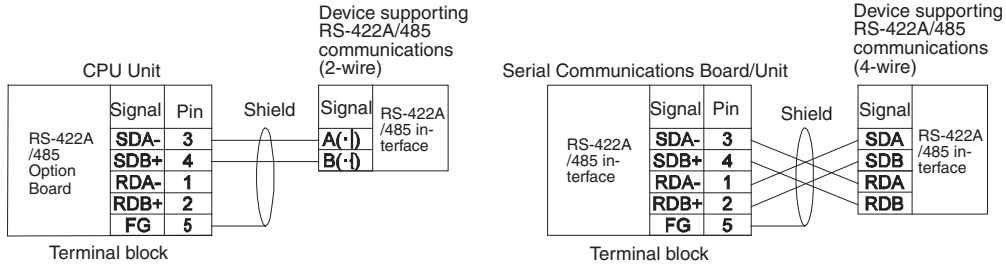 Device supporting
RS-422A/485
communications
(2-wire)
CPU Unit
Signal Pin
Shield
Signal
RS-422A
/485
Option
Board
SDA- 3
SDB+ 4
RDA- 1
RDB+ 2
FG 5
A(-)
B(+)
RS-422A
/485 in-
terface
Terminal block
Device supporting
RS-422A/485
communications
(4-wire)
Serial Communications Board/Unit
Signal Pin
Shield
Signal
RS-422A
/485 in-
terface
SDA- 3
SDB+ 4
RDA- 1
RDB+ 2
FG 5
SDA
SDB
RDA
RDB
RS-422A
/485 in-
terface
Terminal block